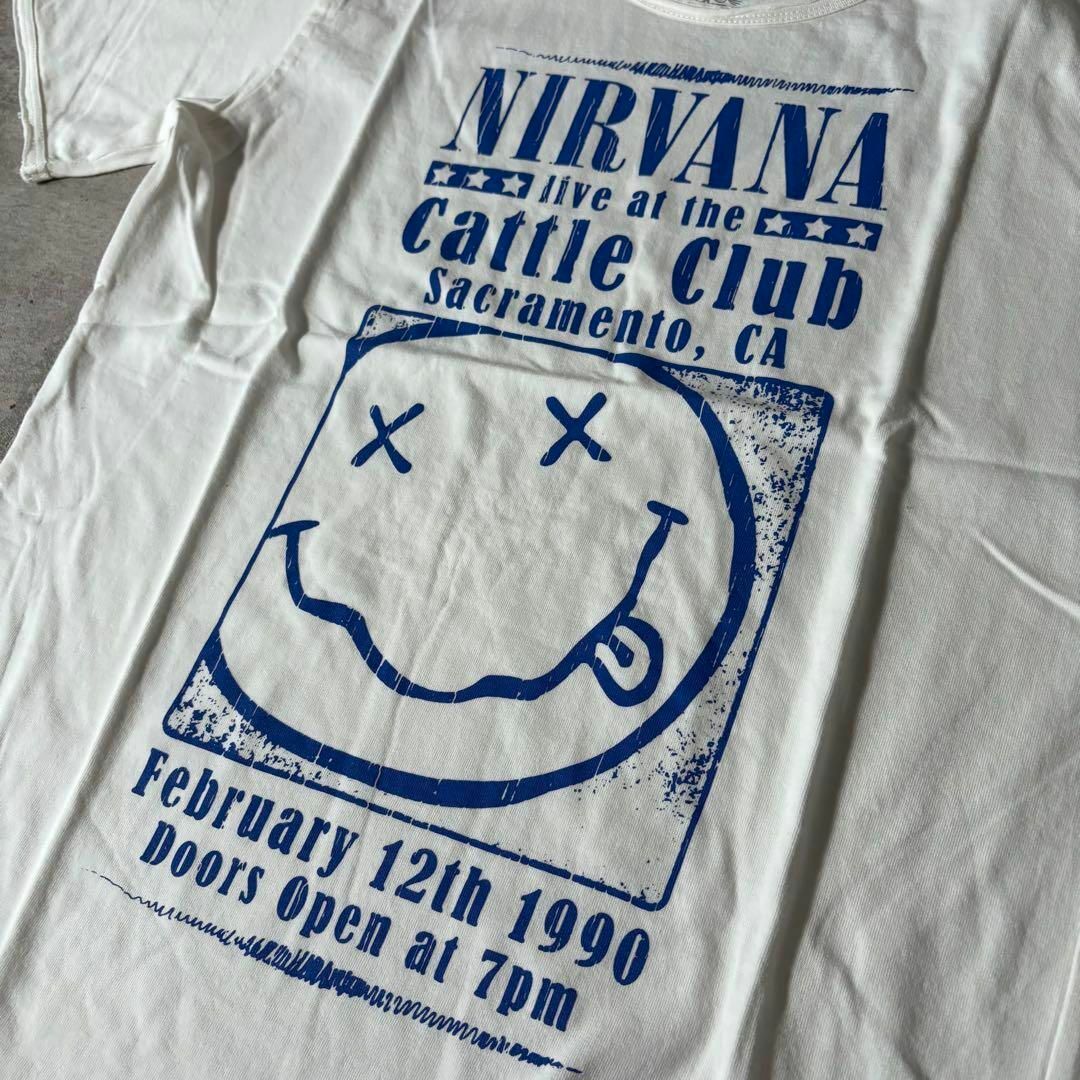 NIRVANA
live at the
Cattle Club
Sacramento, CA
February 12th 1990
Doors Open at 7pm